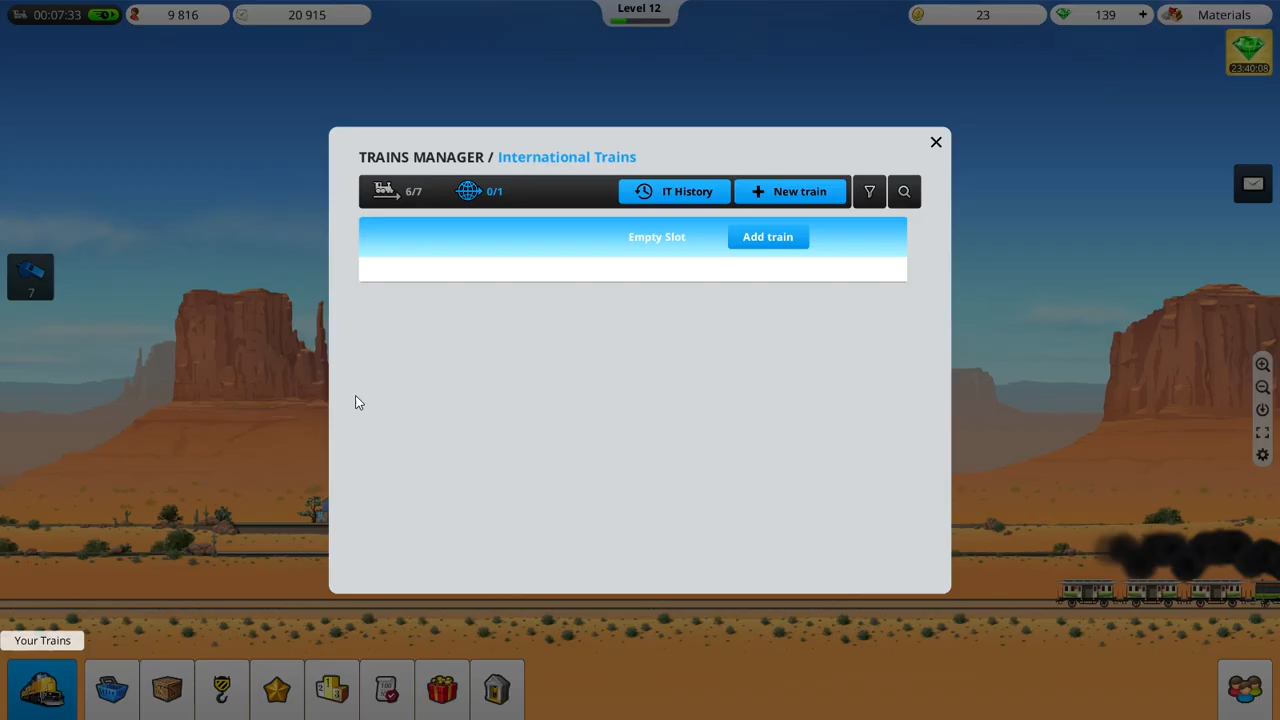 00:07:33
9 816
20 915
Level 12
23
139 +
Materials
23:40:08
TRAINS MANAGER / International Trains
6/7
0/1
IT History
+ New train
Empty Slot
Add train
7
Your Trains